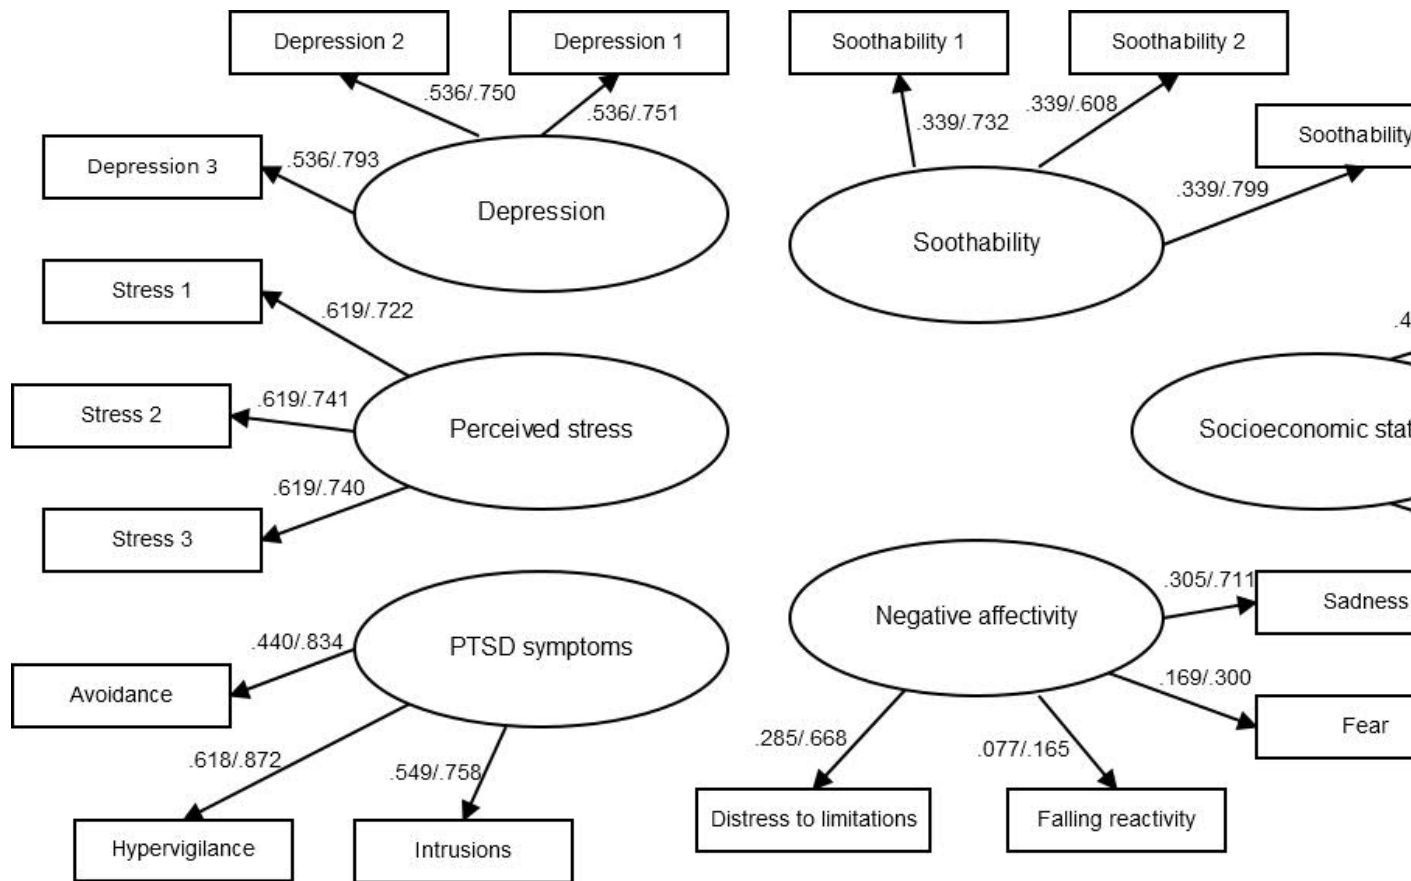 Depression 2
Depression 1
Soothability 1
Soothability 2
.536/.750
.536/.751
.339/.732
.339/.608
Soothability
Depression 3
.536/.793
.339/.799
Depression
Soothability
Stress 1
.619/.722
.4
Stress 2
.619/.741
Perceived stress
Socioeconomic stat
.619/.740
Stress 3
.305/.711
Sadness
Negative affectivity
.440/.834
PTSD symptoms
Avoidance
.169/.300
Fear
.618/.872
.549/.758
.285/.668
.077/.165
Distress to limitations
Falling reactivity
Hypervigilance
Intrusions